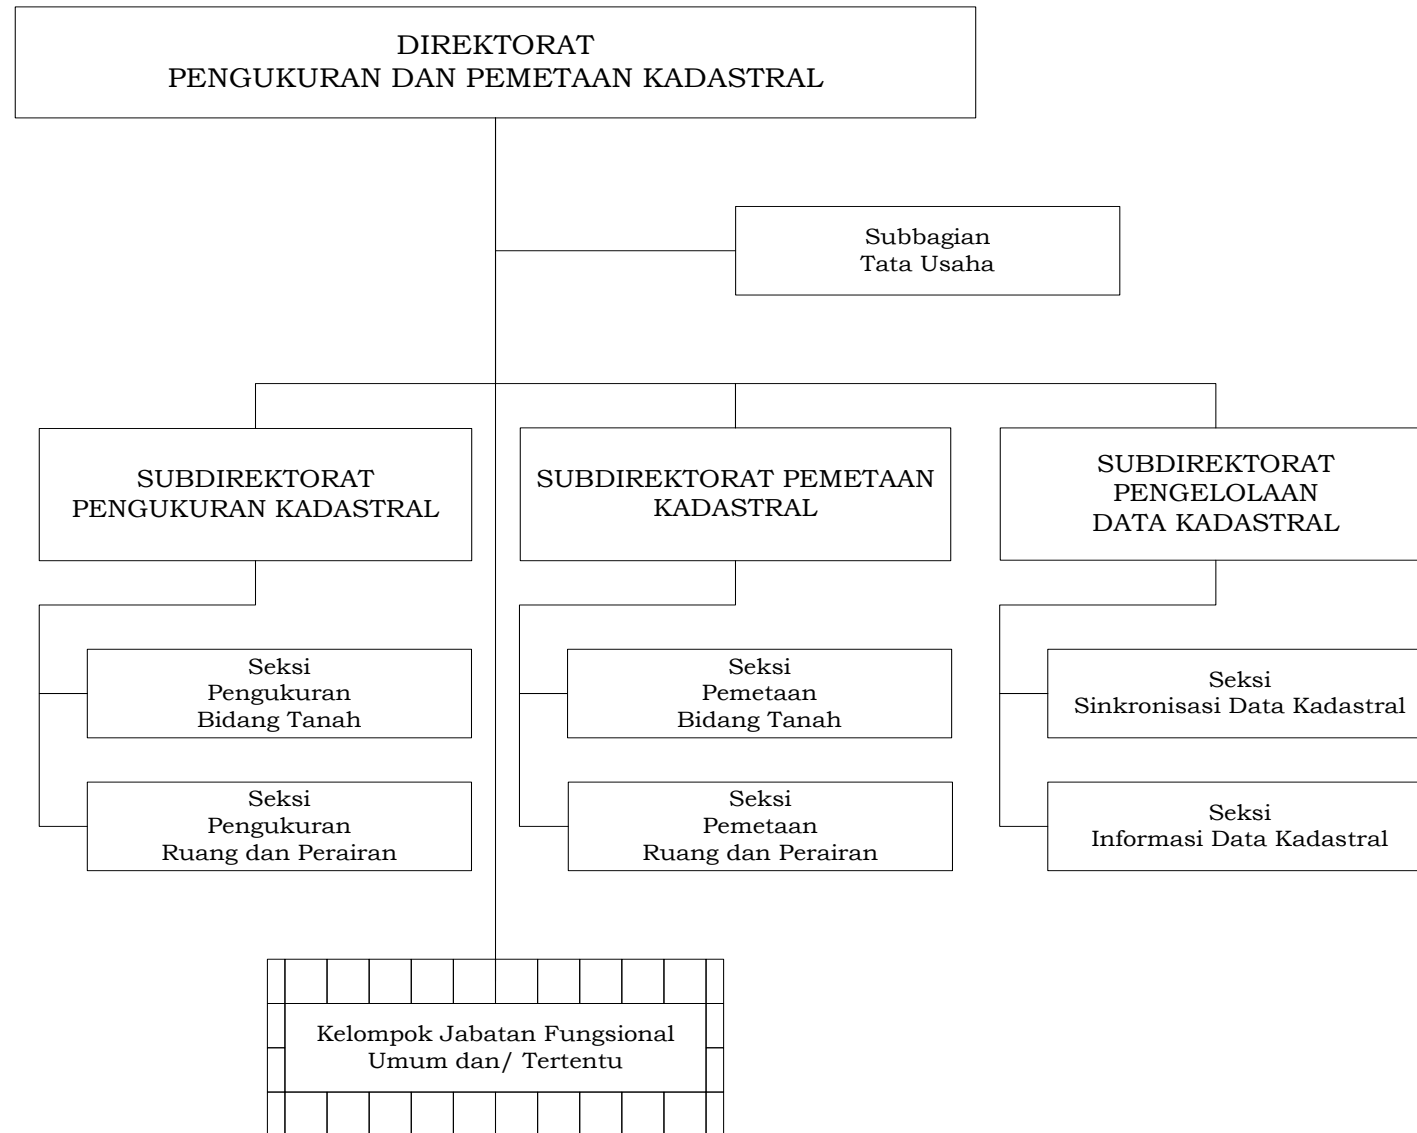 DIREKTORAT
PENGUKURAN DAN PEMETAAN KADASTRAL
Subbagian
Tata Usaha
SUBDIREKTORAT
PENGUKURAN KADASTRAL
SUBDIREKTORAT PEMETAAN
KADASTRAL
SUBDIREKTORAT
PENGELOLAAN
DATA KADASTRAL
Seksi
Pengukuran
Bidang Tanah
Seksi
Pemetaan
Bidang Tanah
Seksi
Sinkronisasi Data Kadastral
Seksi
Pengukuran
Ruang dan Perairan
Seksi
Pemetaan
Ruang dan Perairan
Seksi
Informasi Data Kadastral
Kelompok Jabatan Fungsional
Umum dan/ Tertentu